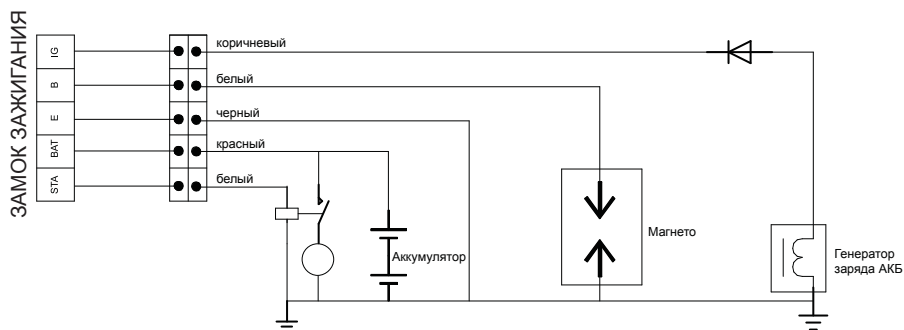 ЗАМОК ЗАЖИГАНИЯ
IG
коричневый
B
белый
E
черный
BAT
красный
STA
белый
Аккумулятор
Магнето
Генератор
заряда АКБ